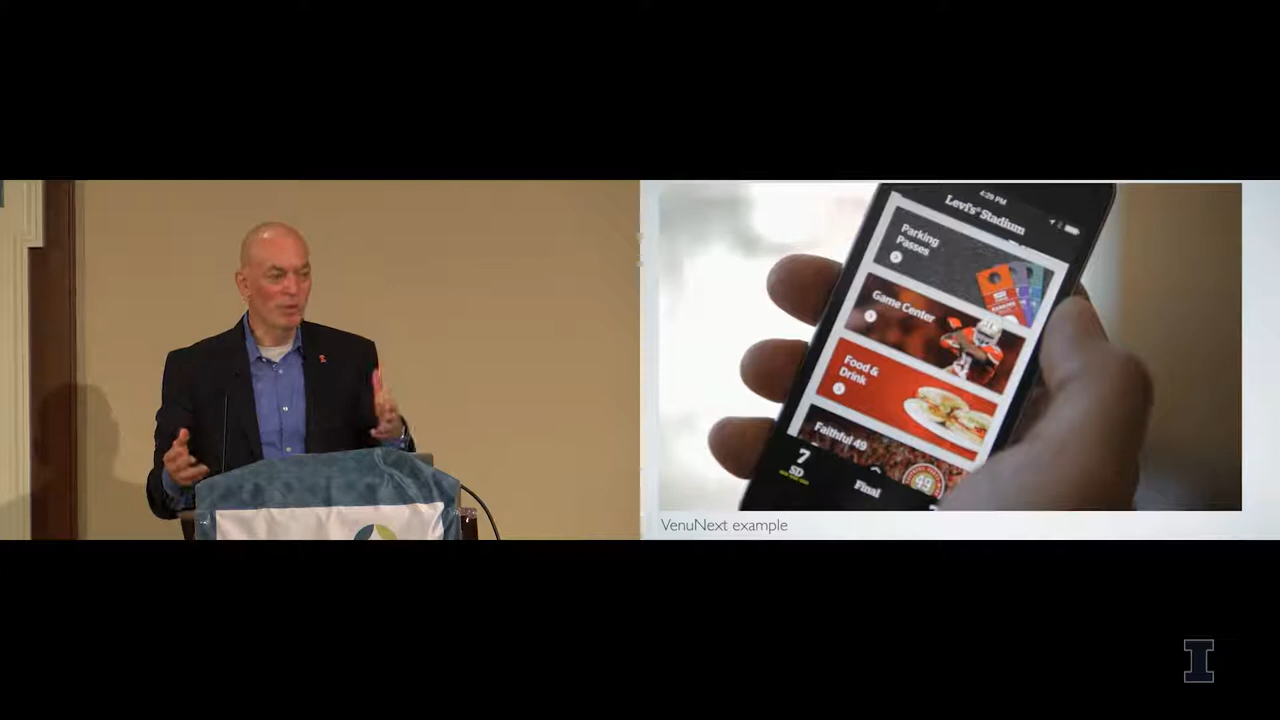 4:29 PM
Levi's® Stadium
Parking
Passes
Game Center
Food &
Drink
Faithful 49
7
SD
49
Final
VenuNext example
I